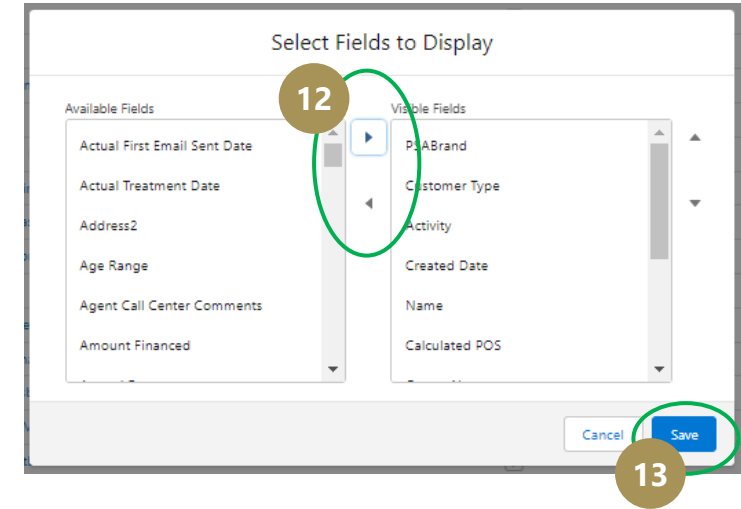 Select Fields to Display
12
Available Fields
Actual First Email Sent Date
Actual Treatment Date
Address2
Age Range
Agent Call Center Comments
Amount Financed
Visible Fields
PSABrand
Customer Type
Activity
Created Date
Name
Calculated POS
Cancel
Save
13